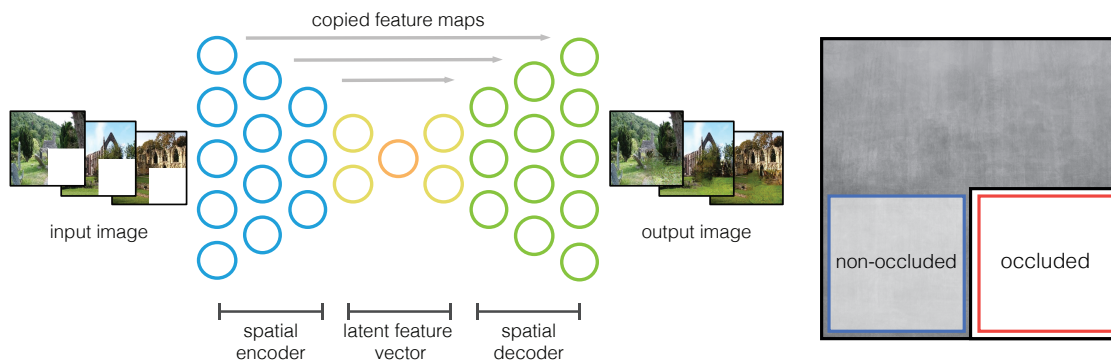 copied feature maps
input image
output image
spatial
encoder
latent feature
vector
spatial
decoder
non-occluded
occluded